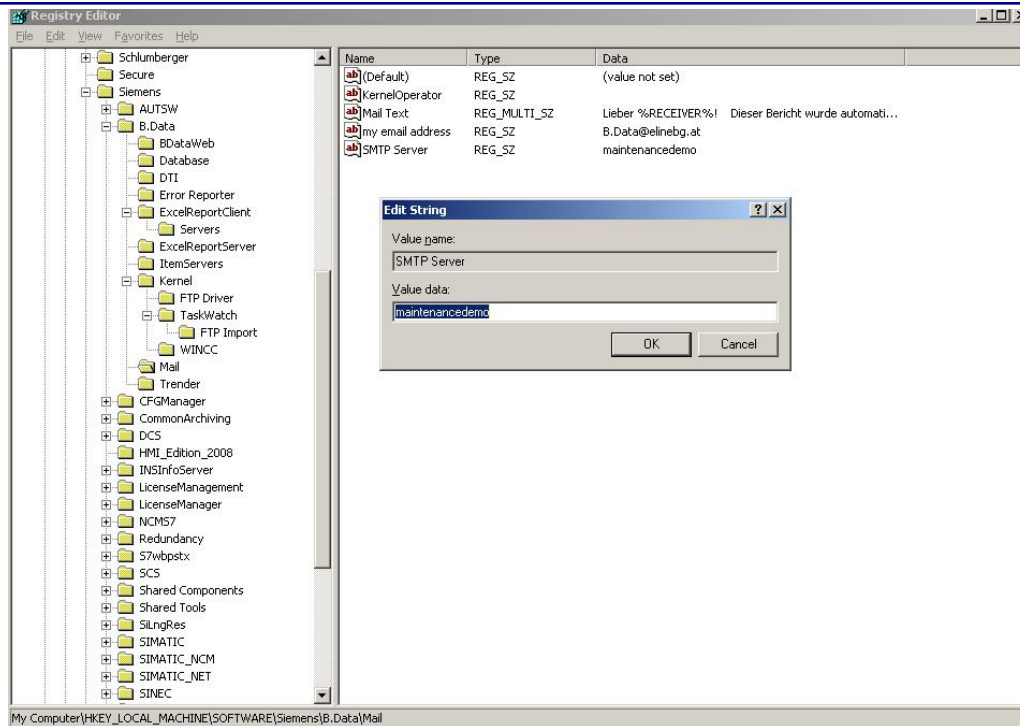 Registry Editor
File Edit View Favorites Help
Schlumberger
Secure
Siemens
AUTSW
B.Data
BDataWeb
Database
DTI
Error Reporter
ExcelReportClient
Servers
ExcelReportServer
ItemServers
Kernel
FTP Driver
TaskWatch
FTP Import
WINCC
Mail
Trender
CFGManager
CommonArchiving
DCS
HMI_Edition_2008
INSInfoServer
LicenseManagement
LicenseManager
NCMS7
Redundancy
S7wbpstx
SCS
Shared Components
Shared Tools
SiLngRes
SIMATIC
SIMATIC_NCM
SIMATIC_NET
SINEC
Name Type Data
ab (Default) REG_SZ (value not set)
ab KernelOperator REG_SZ
ab Mail Text REG_MULTI_SZ Lieber %RECEIVER%! Dieser Bericht wurde automati...
ab my email address REG_SZ B.Data@elinebg.at
ab SMTP Server REG_SZ maintenancedemo
Edit String
Value name:
SMTP Server
Value data:
maintenancedemo
OK Cancel
My Computer\HKEY_LOCAL_MACHINE\SOFTWARE\Siemens\B.Data\Mail